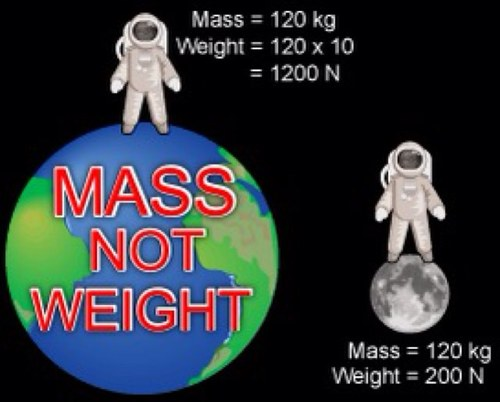 Mass = 120 kg
Weight = 120 x 10
= 1200 N
MASS
NOT
WEIGHT
Mass = 120 kg
Weight = 200 N